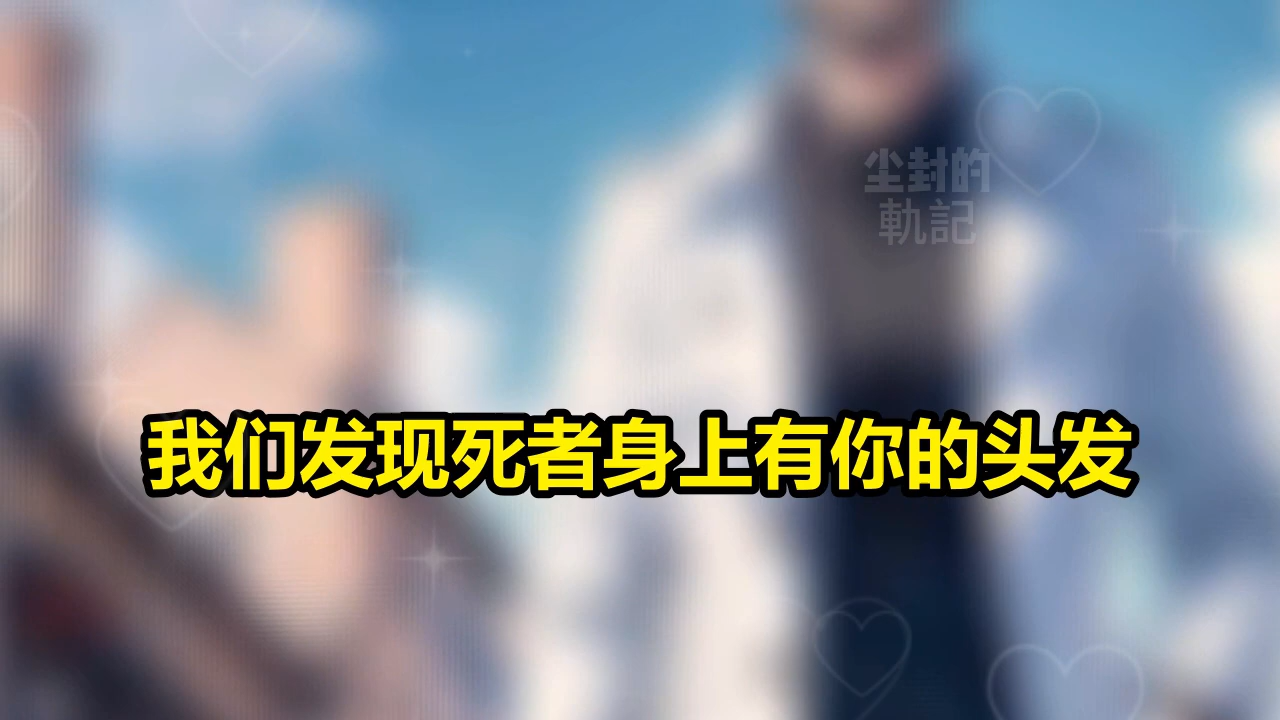 尘封的
軌記
我们发现死者身上有你的头发